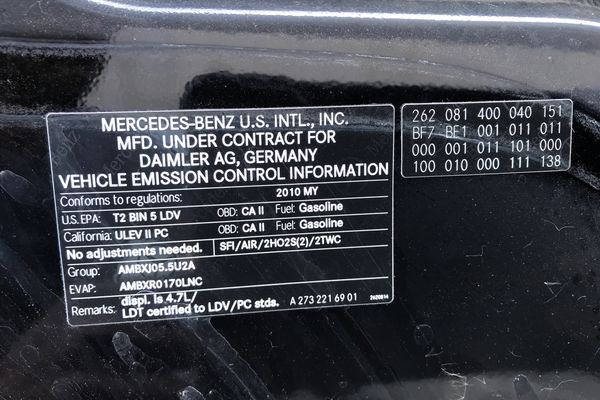 MERCEDES-BENZ U.S. INTL., INC.
MFD. UNDER CONTRACT FOR
DAIMLER AG, GERMANY
VEHICLE EMISSION CONTROL INFORMATION
Conforms to regulations: 2010 MY
U.S. EPA: T2 BIN 5 LDV OBD: CA II Fuel: Gasoline
California: ULEV II PC OBD: CA II Fuel: Gasoline
No adjustments needed. SFI/AIR/2HO2S(2)/2TWC
Group: AMBXJ05.5U2A
EVAP: AMBXR0170LNC
displ. is 4.7L/
Remarks: LDT certified to LDV/PC stds. A 273 221 69 01
262 081 400 040 151
BF7 BE1 001 011 011
000 001 011 101 000
100 010 000 111 138